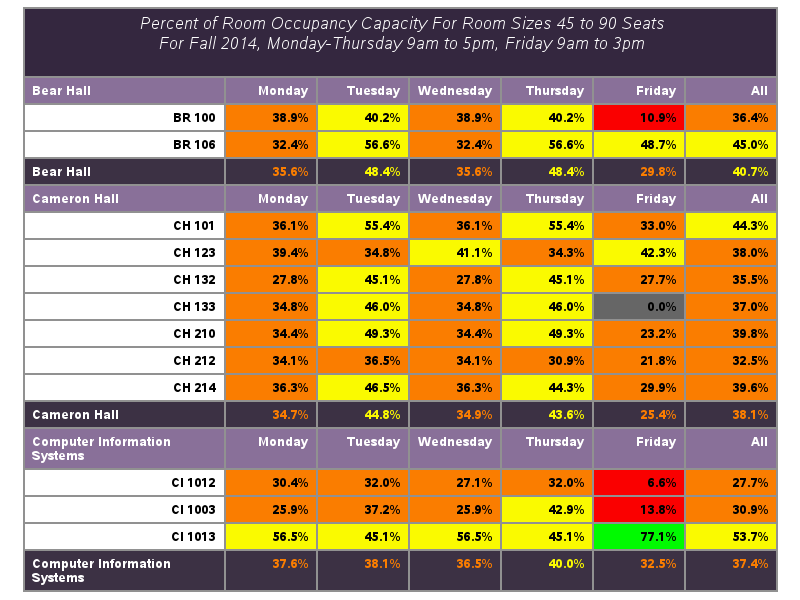 Percent of Room Occupancy Capacity For Room Sizes 45 to 90 Seats
For Fall 2014, Monday-Thursday 9am to 5pm, Friday 9am to 3pm
Bear Hall Monday Tuesday Wednesday Thursday Friday All
BR 100 38.9% 40.2% 38.9% 40.2% 10.9% 36.4%
BR 106 32.4% 56.6% 32.4% 56.6% 48.7% 45.0%
Bear Hall 35.6% 48.4% 35.6% 48.4% 29.8% 40.7%
Cameron Hall Monday Tuesday Wednesday Thursday Friday All
CH 101 36.1% 55.4% 36.1% 55.4% 33.0% 44.3%
CH 123 39.4% 34.8% 41.1% 34.3% 42.3% 38.0%
CH 132 27.8% 45.1% 27.8% 45.1% 27.7% 35.5%
CH 133 34.8% 46.0% 34.8% 46.0% 0.0% 37.0%
CH 210 34.4% 49.3% 34.4% 49.3% 23.2% 39.8%
CH 212 34.1% 36.5% 34.1% 30.9% 21.8% 32.5%
CH 214 36.3% 46.5% 36.3% 44.3% 29.9% 39.6%
Cameron Hall 34.7% 44.8% 34.9% 43.6% 25.4% 38.1%
Computer Information Monday Tuesday Wednesday Thursday Friday All
Systems
CI 1012 30.4% 32.0% 27.1% 32.0% 6.6% 27.7%
CI 1003 25.9% 37.2% 25.9% 42.9% 13.8% 30.9%
CI 1013 56.5% 45.1% 56.5% 45.1% 77.1% 53.7%
Computer Information 37.6% 38.1% 36.5% 40.0% 32.5% 37.4%
Systems